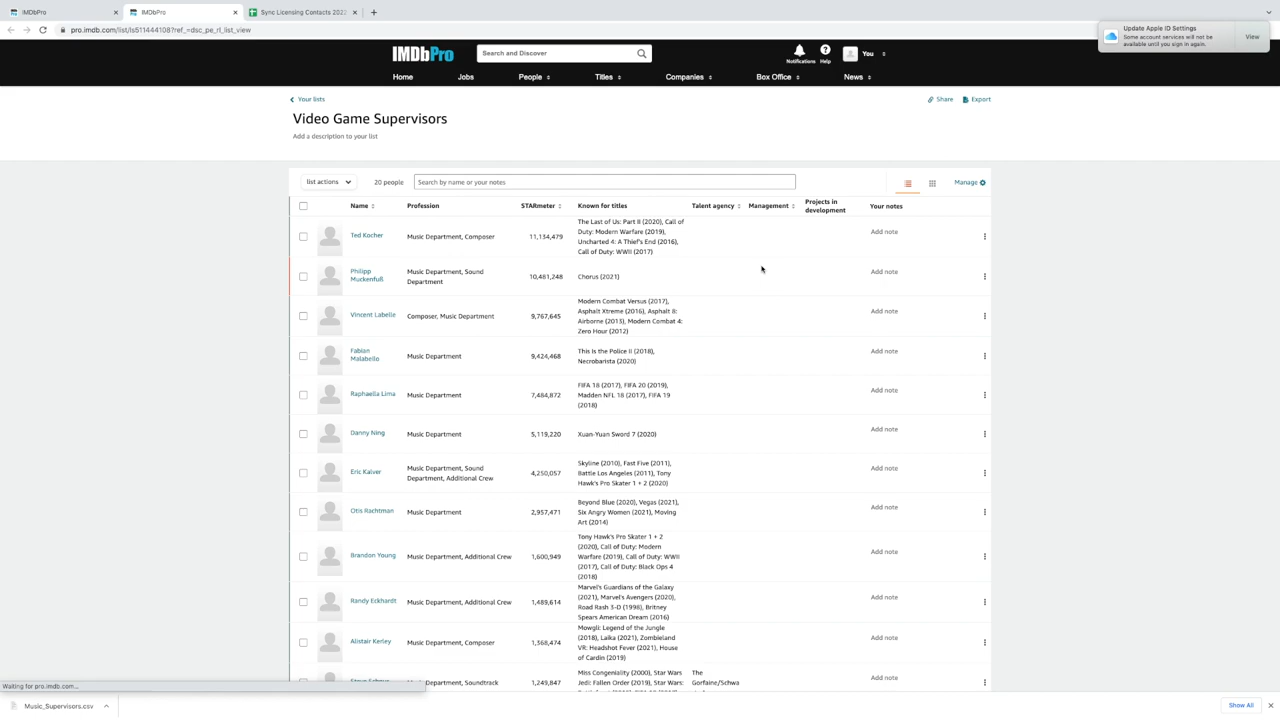 IMDbPro
IMDbPro
Sync Licensing Contacts 2022
pro.imdb.com/list/ls511444108?ref_=dsc_pe_rl_list_view
Update Apple ID Settings
Some account services will not be
available until you sign in again.
View
IMDbPro
Search and Discover
Notifications
Help
You
Home
Jobs
People
Titles
Companies
Box Office
News
Your lists
Share
Export
Video Game Supervisors
Add a description to your list
list actions
20 people
Search by name or your notes
Manage
Name Profession STARmeter Known for titles Talent agency Management Projects in
development Your notes
Ted Kocher Music Department, Composer 11,134,479 The Last of Us: Part II (2020), Call of
Duty: Modern Warfare (2019),
Uncharted 4: A Thief's End (2016),
Call of Duty: WWII (2017)
Add note
Philipp
Muckenfuß
Music Department, Sound
Department
10,481,248 Chorus (2021)
Add note
Vincent Labelle Composer, Music Department 9,767,645 Modern Combat Versus (2017),
Asphalt Xtreme (2016), Asphalt 8:
Airborne (2013), Modern Combat 4:
Zero Hour (2012)
Add note
Fabian
Malabello
Music Department 9,424,468 This Is the Police II (2018),
Necrobarista (2020)
Add note
Raphaella Lima Music Department 7,484,872 FIFA 18 (2017), FIFA 20 (2019),
Madden NFL 18 (2017), FIFA 19
(2018)
Add note
Danny Ning Music Department 5,119,220 Xuan-Yuan Sword 7 (2020)
Add note
Eric Kalver Music Department, Sound
Department, Additional Crew
4,250,057 Skyline (2010), Fast Five (2011),
Battle Los Angeles (2011), Tony
Hawk's Pro Skater 1 + 2 (2020)
Add note
Otis Rachtman Music Department 2,957,471 Beyond Blue (2020), Vegas (2021),
Six Angry Women (2021), Moving
Art (2014)
Add note
Brandon Young Music Department, Additional Crew 1,600,949 Tony Hawk's Pro Skater 1 + 2
(2020), Call of Duty: Modern
Warfare (2019), Call of Duty: WWII
(2017), Call of Duty: Black Ops 4
(2018)
Add note
Randy Eckhardt Music Department, Additional Crew 1,489,614 Marvel's Guardians of the Galaxy
(2021), Marvel's Avengers (2020),
Road Rash 3-D (1998), Britney
Spears American Dream (2016)
Add note
Alistair Kerley Music Department, Composer 1,368,474 Mowgli: Legend of the Jungle
(2018), Laika (2021), Zombieland
VR: Headshot Fever (2021), House
of Cardin (2019)
Add note
Music Department, Soundtrack 1,249,847 Miss Congeniality (2000), Star Wars
Jedi: Fallen Order (2019), Star Wars:
The
Gorfaine/Schwa
Add note
Waiting for pro.imdb.com...
Music_Supervisors.csv
Show All